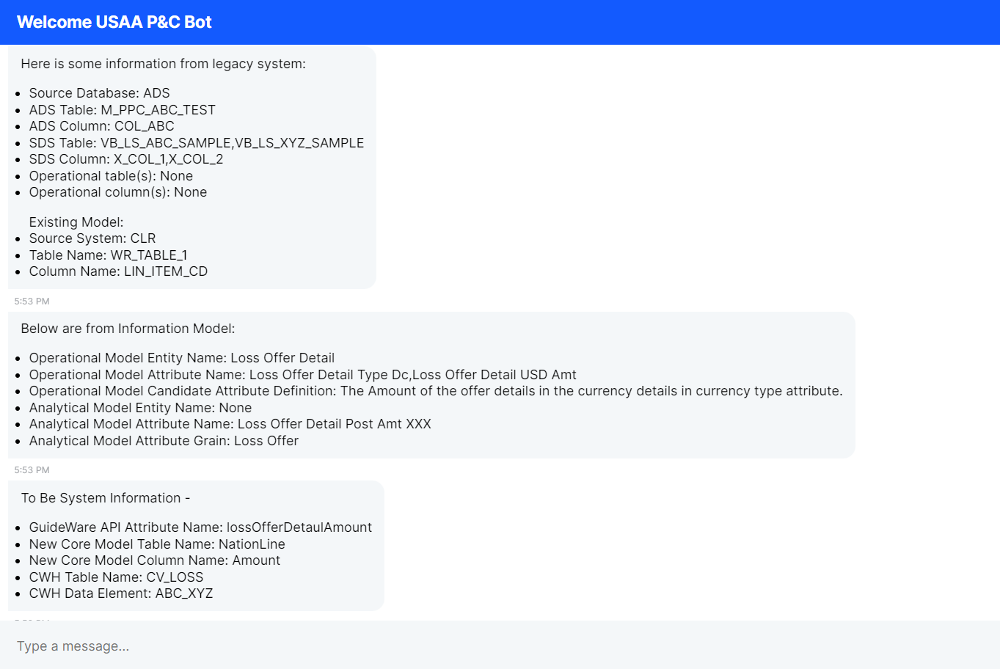 Welcome USAA P&C Bot
Here is some information from legacy system:
Source Database: ADS
ADS Table: M_PPC_ABC_TEST
ADS Column: COL_ABC
SDS Table: VB_LS_ABC_SAMPLE,VB_LS_XYZ_SAMPLE
SDS Column: X_COL_1,X_COL_2
Operational table(s): None
Operational column(s): None
Existing Model:
Source System: CLR
Table Name: WR_TABLE_1
Column Name: LIN_ITEM_CD
5:53 PM
Below are from Information Model:
Operational Model Entity Name: Loss Offer Detail
Operational Model Attribute Name: Loss Offer Detail Type Dc,Loss Offer Detail USD Amt
Operational Model Candidate Attribute Definition: The Amount of the offer details in the currency details in currency type attribute.
Analytical Model Entity Name: None
Analytical Model Attribute Name: Loss Offer Detail Post Amt XXX
Analytical Model Attribute Grain: Loss Offer
5:53 PM
To Be System Information -
GuideWare API Attribute Name: lossOfferDetaulAmount
New Core Model Table Name: NationLine
New Core Model Column Name: Amount
CWH Table Name: CV_LOSS
CWH Data Element: ABC_XYZ
Type a message...